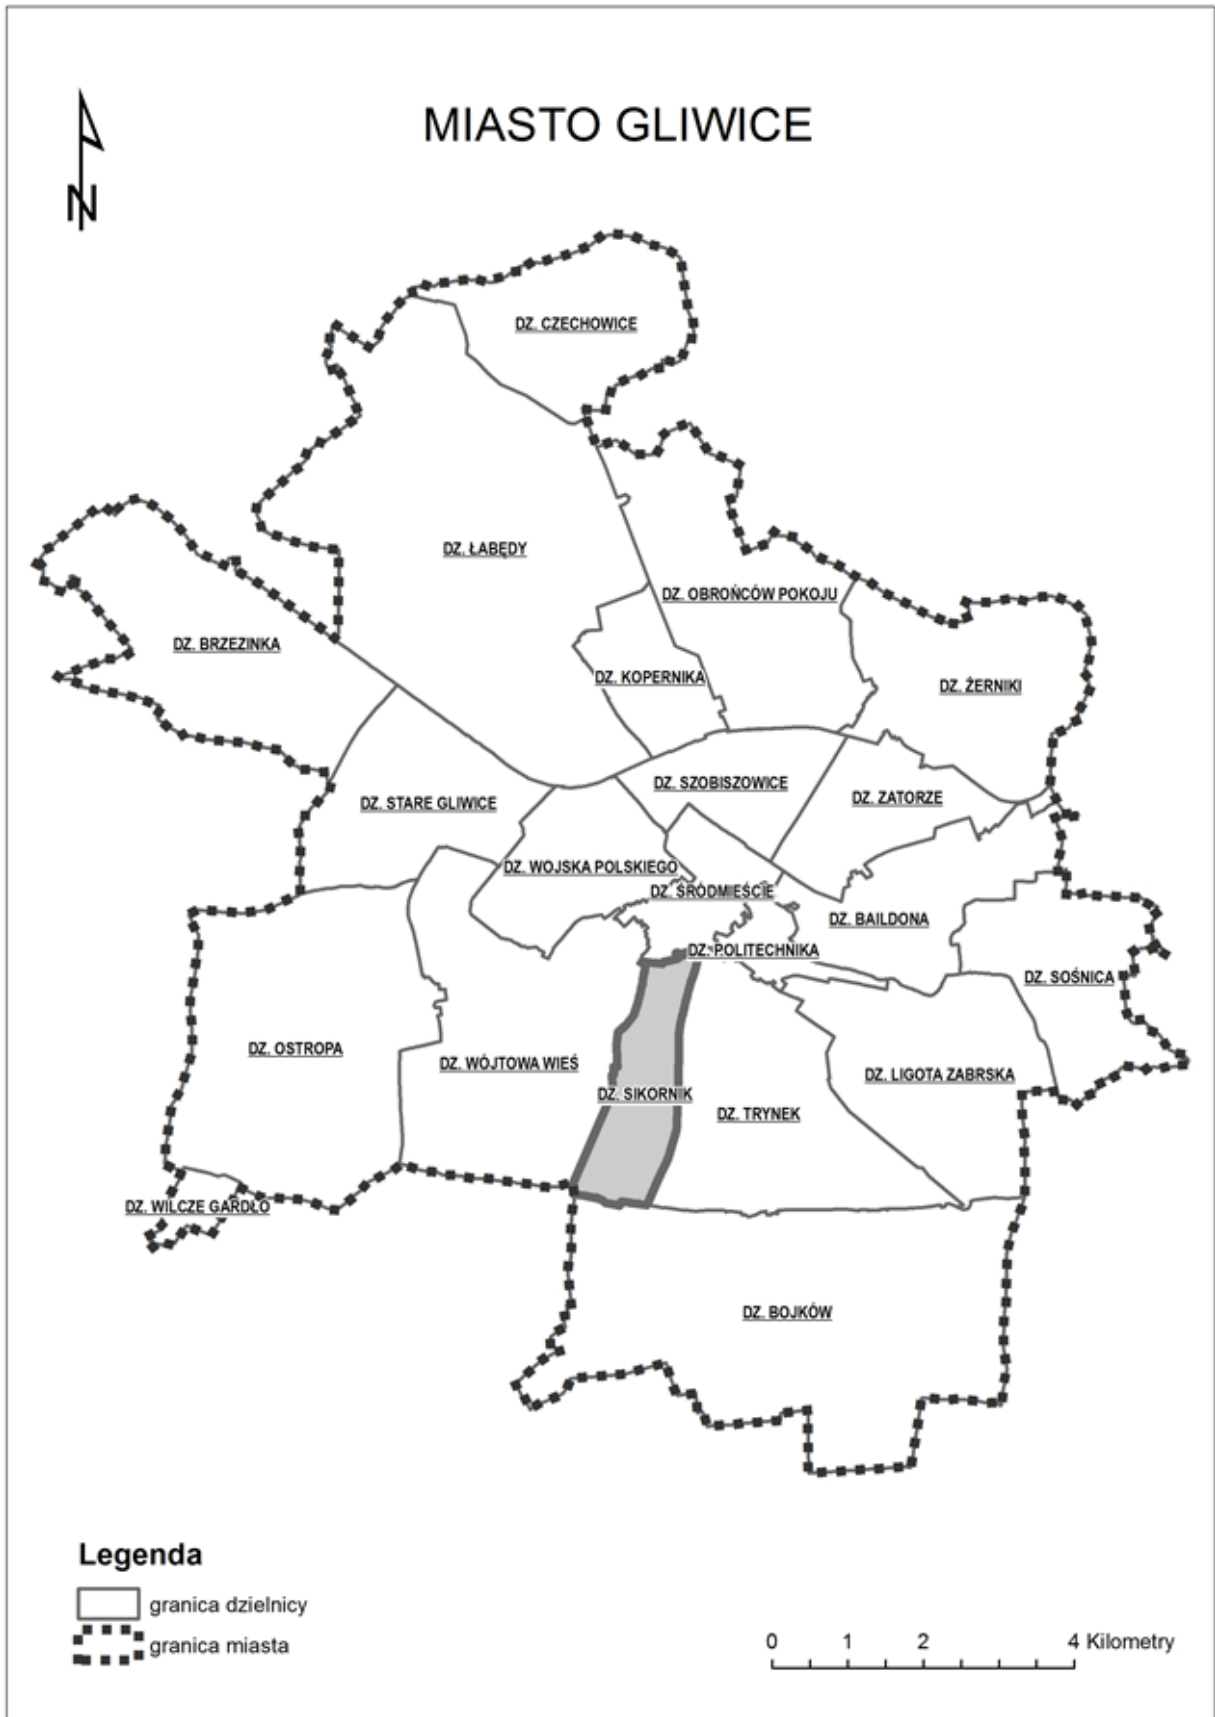 MIASTO GLIWICE
N
DZ. CZECHOWICE
DZ. ŁABĘDY
DZ. OBROŃCÓW POKOJU
DZ. BRZEZINKA
DZ. KOPERNIKA
DZ. ŻERNIKI
DZ. SZOBISZOWICE
DZ. ZATORZE
DZ. STARE GLIWICE
DZ. WOJSKA POLSKIEGO
DZ. ŚRÓDMIEŚCIE
DZ. BAILDONA
DZ. POLITECHNIKA
DZ. SOŚNICA
DZ. OSTROPA
DZ. WÓJTOWA WIEŚ
DZ. LIGOTA ZABRSKA
DZ. SIKORNIK
DZ. TRYNEK
DZ. WILCZE GARDŁO
DZ. BOJKÓW
Legenda
granica dzielnicy
granica miasta
0 1 2 4 Kilometry